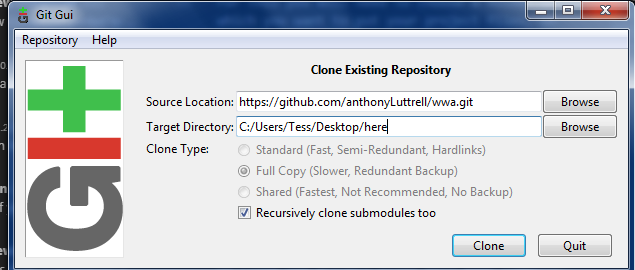 Git Gui
Repository Help
Clone Existing Repository
Source Location: https://github.com/anthonyLuttrell/wwa.git Browse
Target Directory: C:/Users/Tess/Desktop/here Browse
Clone Type: Standard (Fast, Semi-Redundant, Hardlinks)
Full Copy (Slower, Redundant Backup)
Shared (Fastest, Not Recommended, No Backup)
Recursively clone submodules too
Clone Quit
GIT